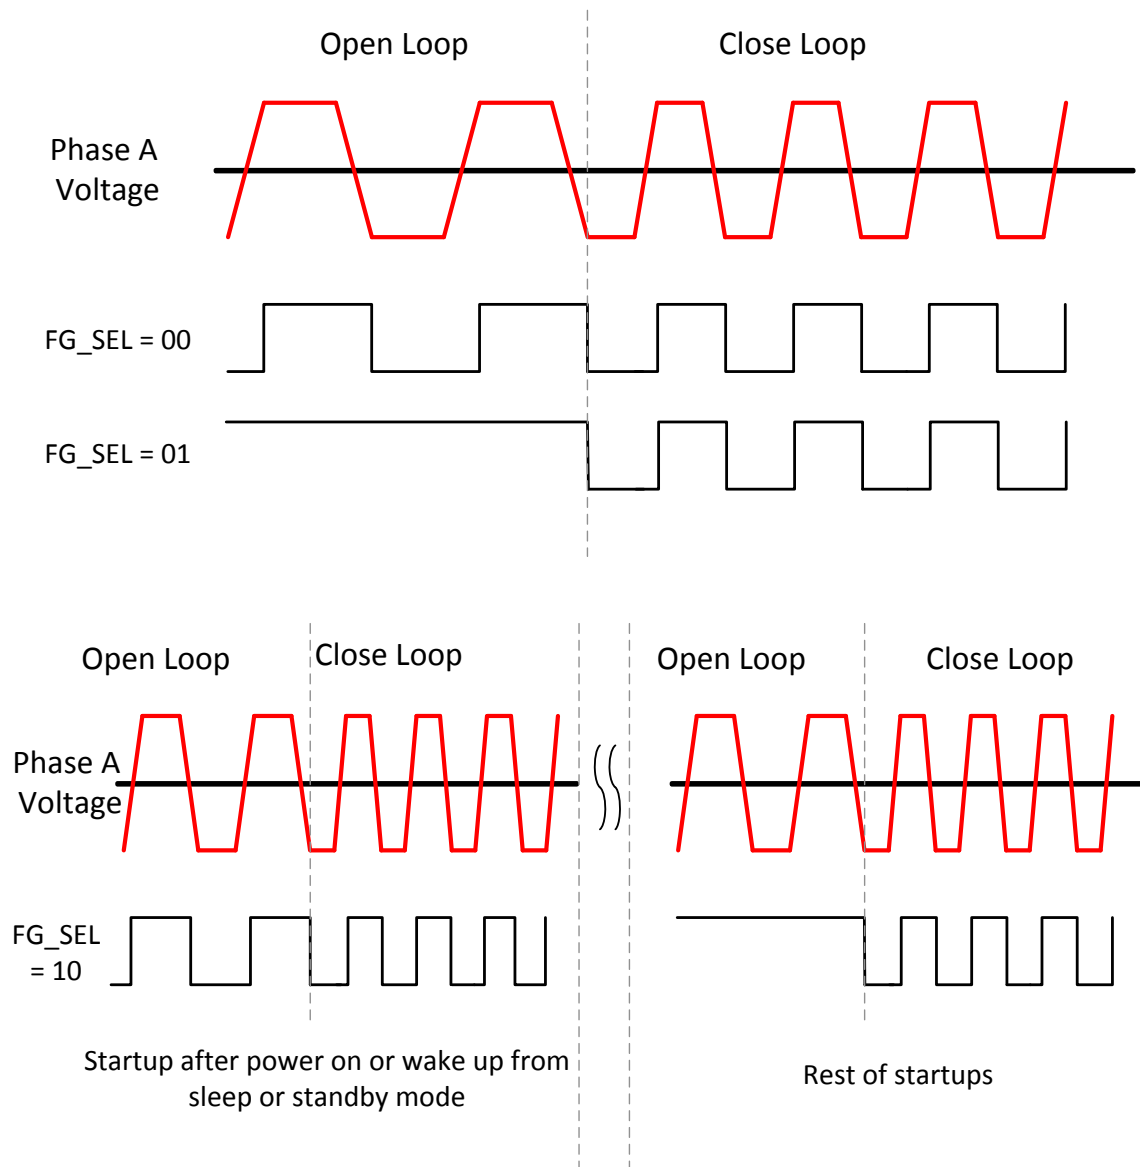 Open Loop
Close Loop
Phase A
Voltage
FG_SEL = 00
FG_SEL = 01
Open Loop
Close Loop
Open Loop
Close Loop
Phase A
Voltage
FG_SEL
= 10
Startup after power on or wake up from
sleep or standby mode
Rest of startups